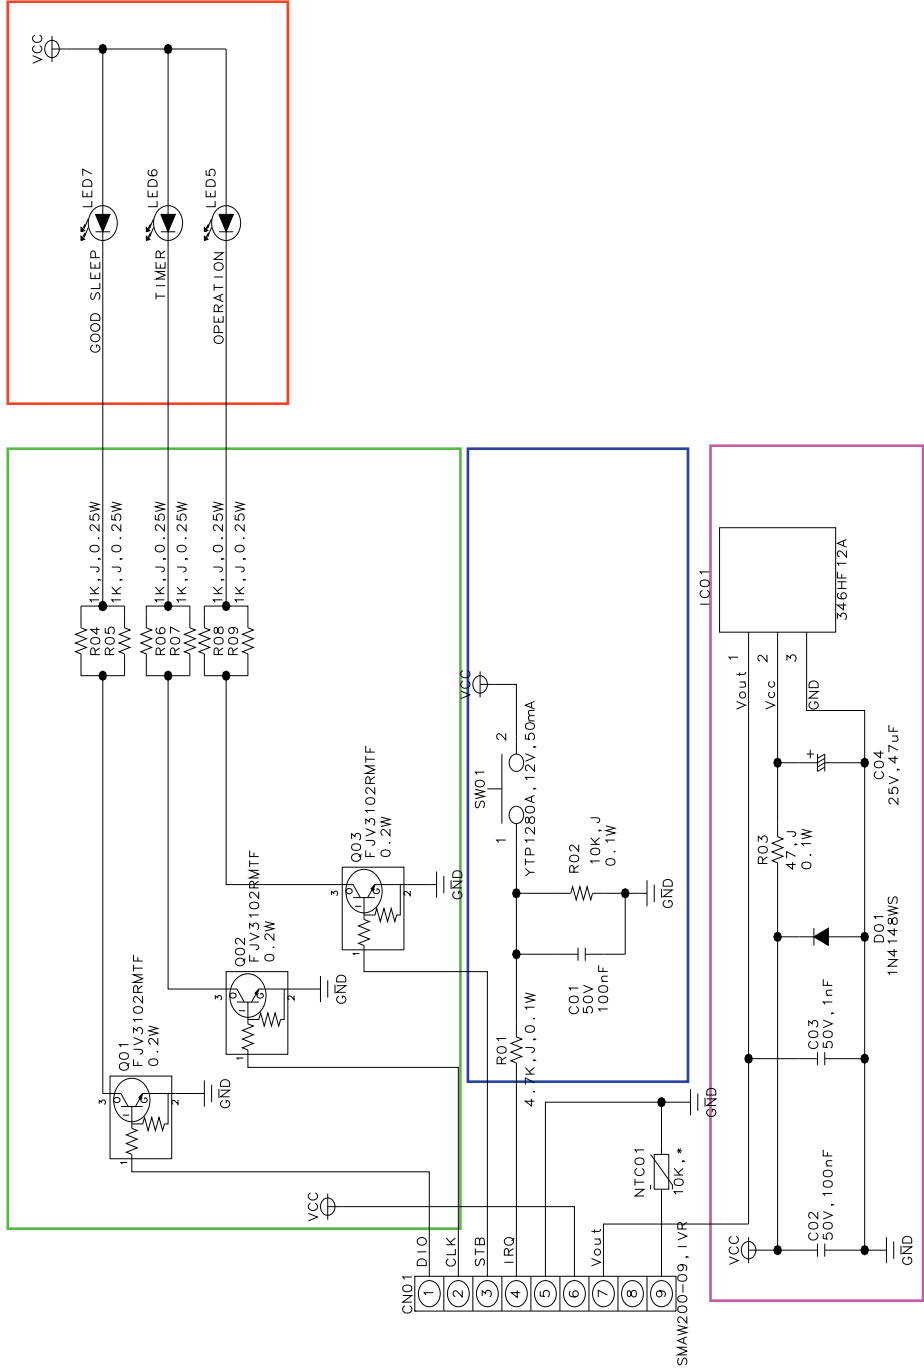 VCC
LED7
LED6
LED5
GOOD SLEEP
TIMER
OPERATION
1K,J,0.25W
R04
R05
1K,J,0.25W
1K,J,0.25W
R06
R07
1K,J,0.25W
1K,J,0.25W
R08
R09
1K,J,0.25W
Q01
FJV3102RMTF
0.2W
3
O
I
G
1
2
GND
Q02
FJV3102RMTF
0.2W
3
O
I
G
1
2
GND
Q03
FJV3102RMTF
0.2W
3
O
I
G
1
2
GND
VCC
VCC
SW01
1
2
YTP1280A,12V,50mA
R02
10K,J
0.1W
GND
C01
50V
100nF
R01
4.7K,J,0.1W
IC01
346HF12A
Vout 1
Vcc 2
GND 3
C04
25V,47uF
+
R03
47,J
0.1W
D01
1N4148WS
C03
50V,1nF
C02
50V,100nF
VCC
GND
GND
NTC01
10K,*
CN01
1 DIO
2 CLK
3 STB
4 IRQ
5
6
7 Vout
8
9
SMAW200-09,IVR